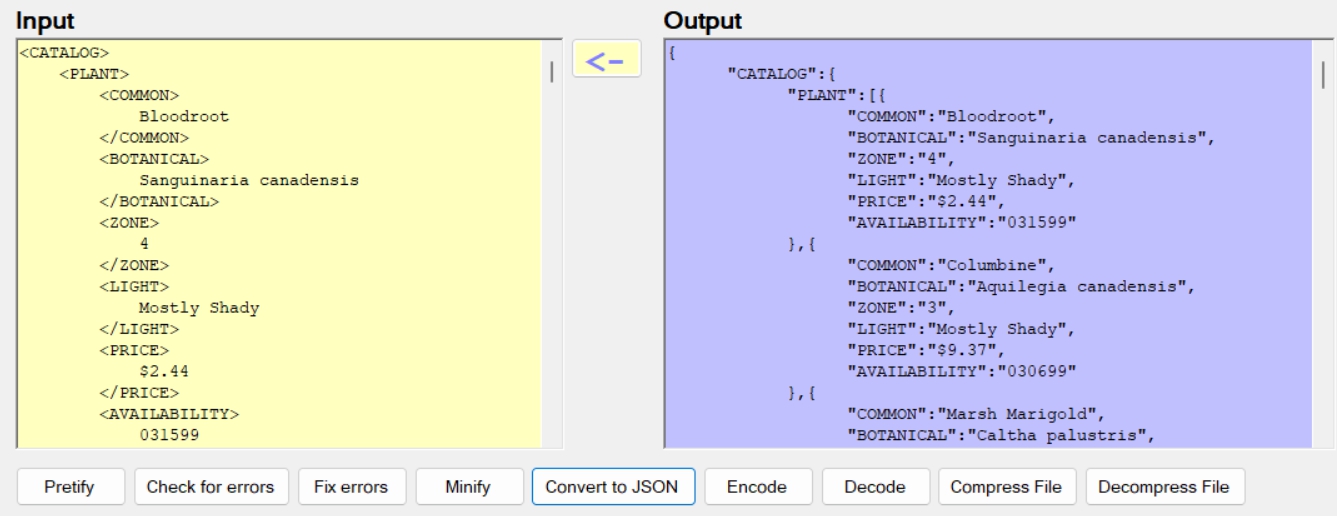 Input
<CATALOG>
<PLANT>
<COMMON>
Bloodroot
</COMMON>
<BOTANICAL>
Sanguinaria canadensis
</BOTANICAL>
<ZONE>
4
</ZONE>
<LIGHT>
Mostly Shady
</LIGHT>
<PRICE>
$2.44
</PRICE>
<AVAILABILITY>
031599
<-
Output
{
"CATALOG":{
"PLANT":[{
"COMMON":"Bloodroot",
"BOTANICAL":"Sanguinaria canadensis",
"ZONE":"4",
"LIGHT":"Mostly Shady",
"PRICE":"$2.44",
"AVAILABILITY":"031599"
},{
"COMMON":"Columbine",
"BOTANICAL":"Aquilegia canadensis",
"ZONE":"3",
"LIGHT":"Mostly Shady",
"PRICE":"$9.37",
"AVAILABILITY":"030699"
},{
"COMMON":"Marsh Marigold",
"BOTANICAL":"Caltha palustris",
Pretify
Check for errors
Fix errors
Minify
Convert to JSON
Encode
Decode
Compress File
Decompress File